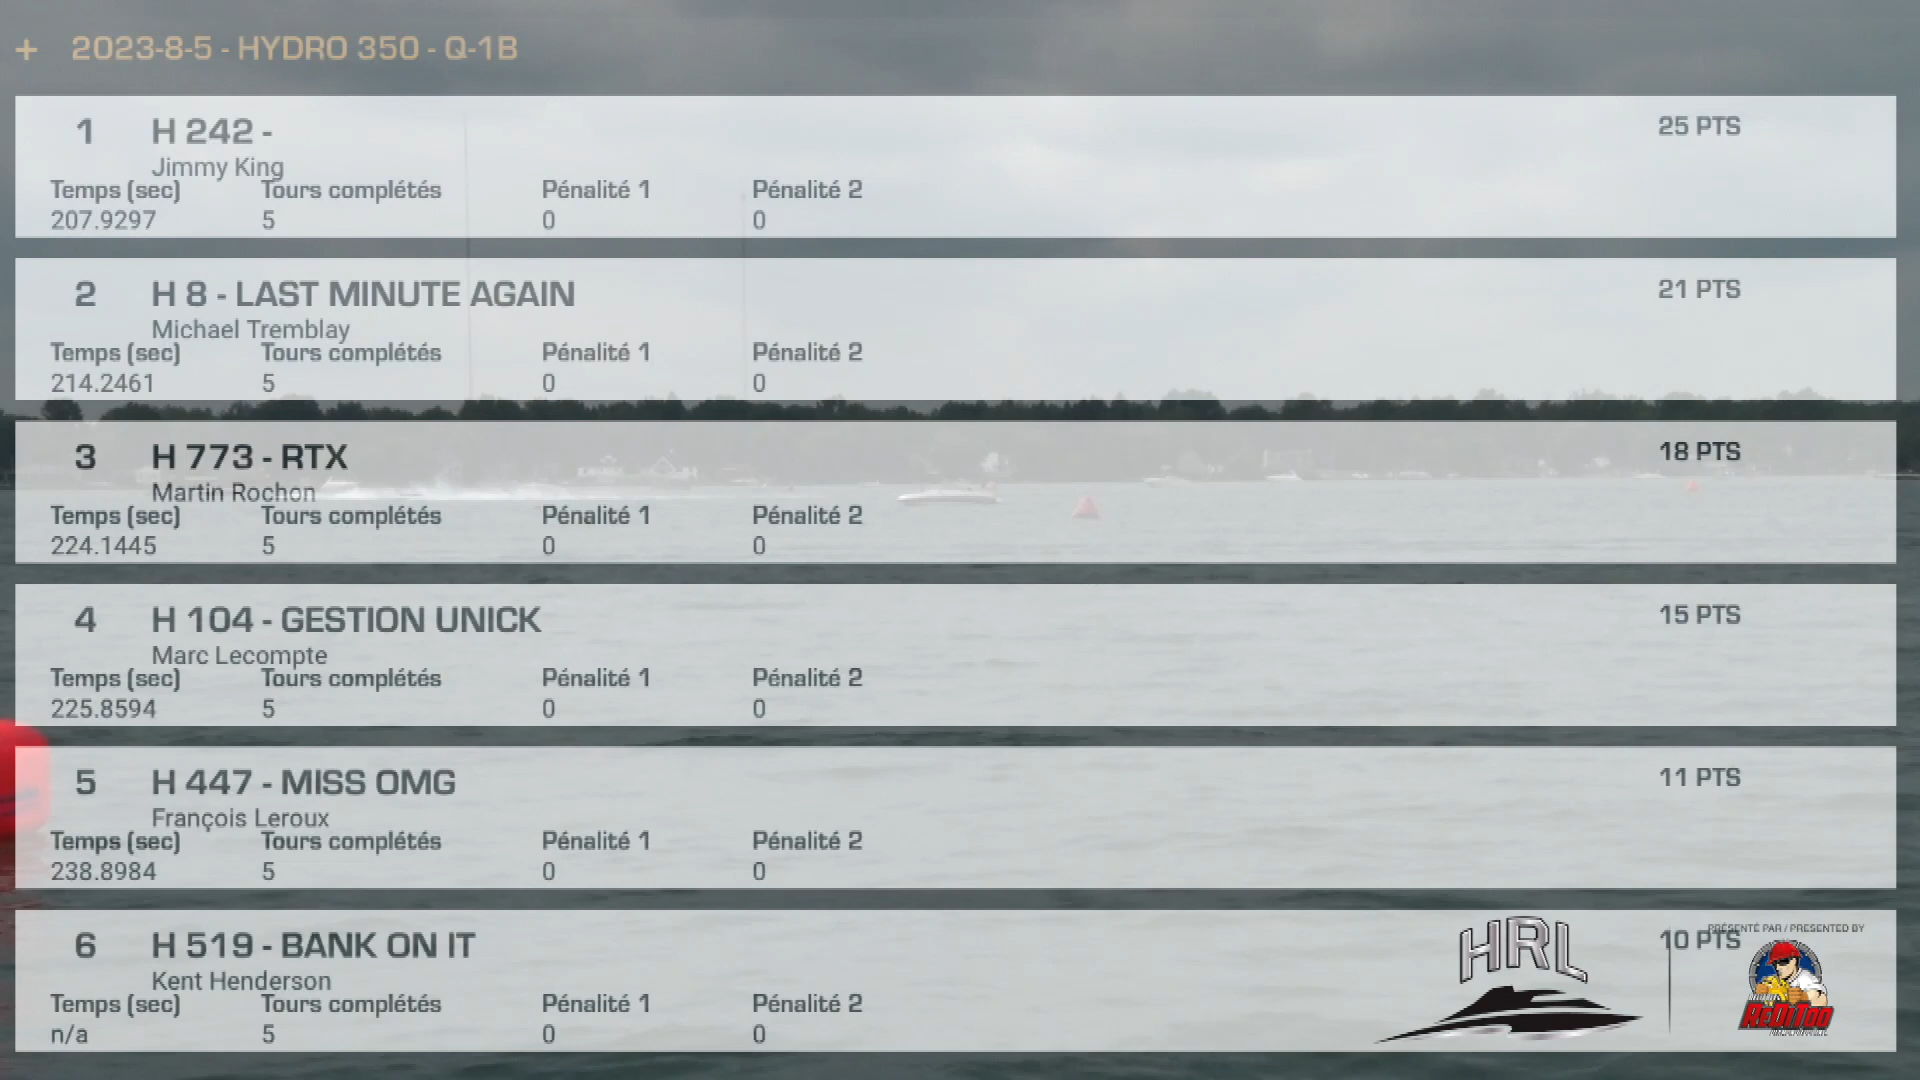 + 2023-8-5 - HYDRO 350 - Q-1B
1 H 242 - 25 PTS
Jimmy King
Temps (sec) Tours complétés Pénalité 1 Pénalité 2
207.9297 5 0 0
2 H 8 - LAST MINUTE AGAIN 21 PTS
Michael Tremblay
Temps (sec) Tours complétés Pénalité 1 Pénalité 2
214.2461 5 0 0
3 H 773 - RTX 18 PTS
Martin Rochon
Temps (sec) Tours complétés Pénalité 1 Pénalité 2
224.1445 5 0 0
4 H 104 - GESTION UNICK 15 PTS
Marc Lecompte
Temps (sec) Tours complétés Pénalité 1 Pénalité 2
225.8594 5 0 0
5 H 447 - MISS OMG 11 PTS
François Leroux
Temps (sec) Tours complétés Pénalité 1 Pénalité 2
238.8984 5 0 0
6 H 519 - BANK ON IT 10 PTS
Kent Henderson
Temps (sec) Tours complétés Pénalité 1 Pénalité 2
n/a 5 0 0
HRL
PRÉSENTÉ PAR / PRESENTED BY
ReDiToo